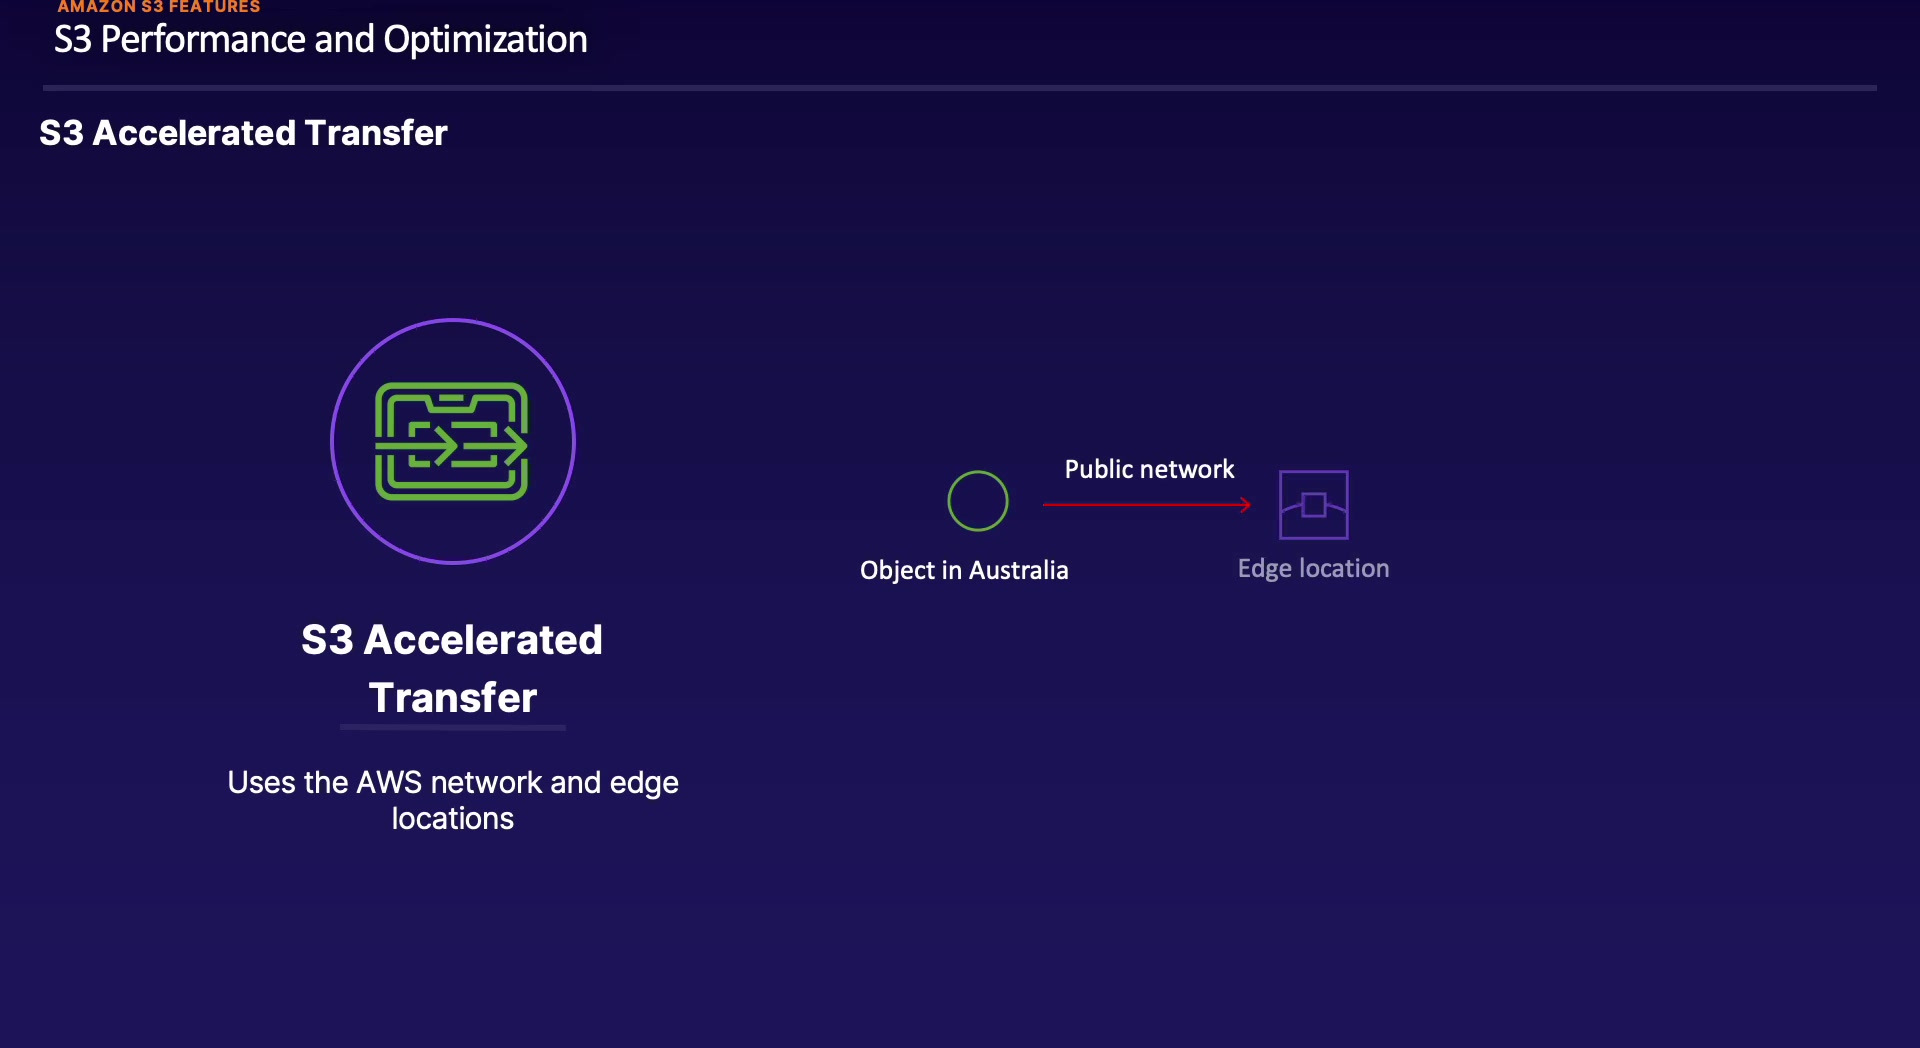 AMAZON S3 FEATURES
S3 Performance and Optimization
S3 Accelerated Transfer
S3 Accelerated
Transfer
Uses the AWS network and edge
locations
Public network
Object in Australia
Edge location